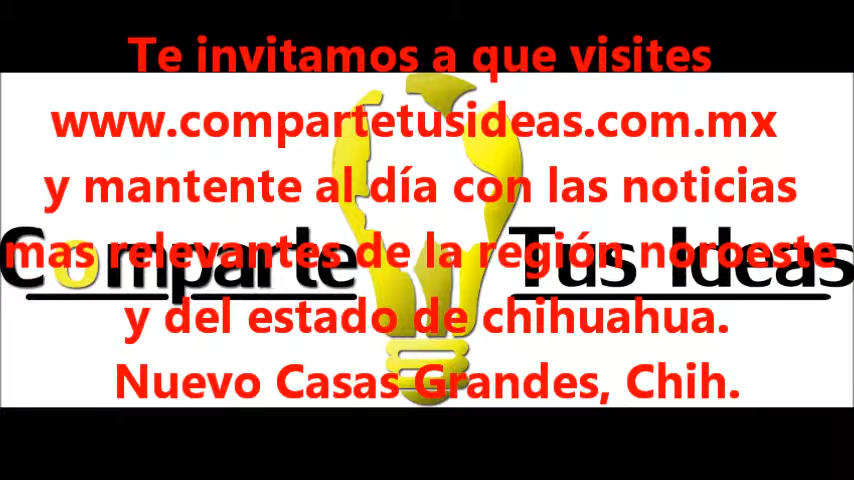 Te invitamos a que visites
www.compartetusideas.com.mx
y mantente al día con las noticias
mas relevantes de la región noroeste
Comparte Tus Ideas
y del estado de chihuahua.
Nuevo Casas Grandes, Chih.